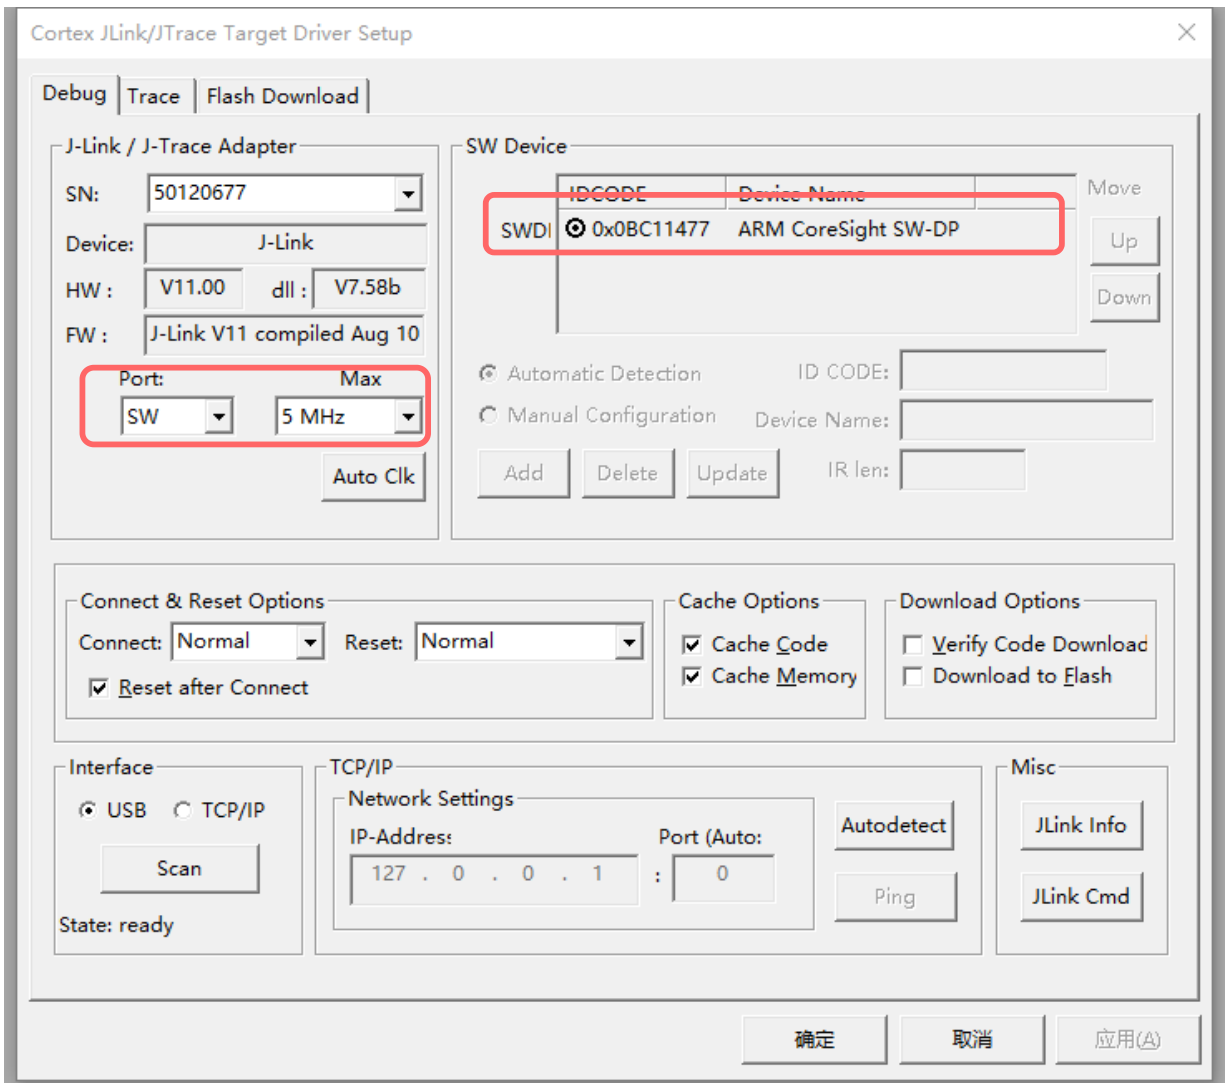 Cortex JLink/JTrace Target Driver Setup
Debug Trace Flash Download
J-Link / J-Trace Adapter
SN: 50120677
Device: J-Link
HW : V11.00 dll : V7.58b
FW : J-Link V11 compiled Aug 10
Port: Max
SW 5 MHz
Auto Clk
SW Device
IDCODE Device Name
SWDI 0x0BC11477 ARM CoreSight SW-DP
Move
Up
Down
Automatic Detection ID CODE:
Manual Configuration Device Name:
Add Delete Update IR len:
Connect & Reset Options
Connect: Normal Reset: Normal
Reset after Connect
Cache Options
Cache Code
Cache Memory
Download Options
Verify Code Download
Download to Flash
Interface
USB TCP/IP
Scan
State: ready
TCP/IP
Network Settings
IP-Address Port (Auto:
127 . 0 . 0 . 1 : 0
Autodetect
Ping
Misc
JLink Info
JLink Cmd
确定 取消 应用(A)